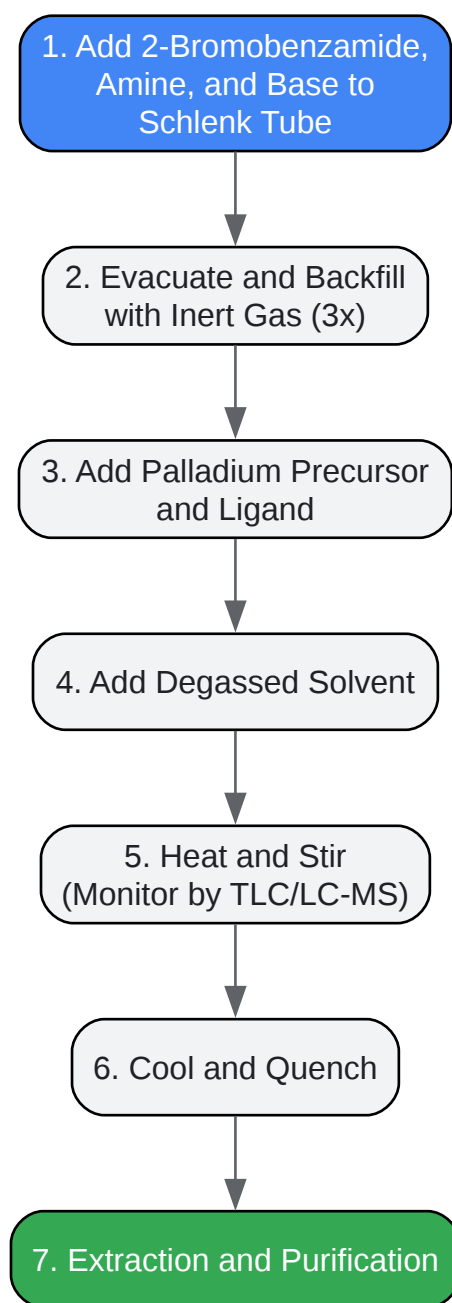 1. Add 2-Bromobenzamide,
Amine, and Base to
Schlenk Tube
2. Evacuate and Backfill
with Inert Gas (3x)
3. Add Palladium Precursor
and Ligand
4. Add Degassed Solvent
5. Heat and Stir
(Monitor by TLC/LC-MS)
6. Cool and Quench
7. Extraction and Purification